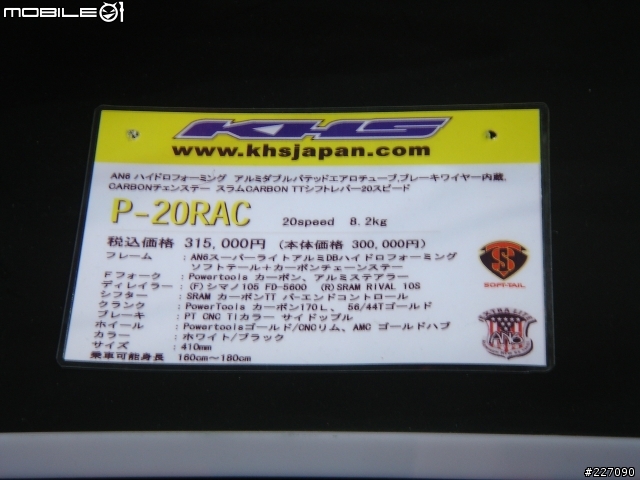 MOBILE01
KHS
www.khsjapan.com
AN6 ハイドロフォーミング アルミダブルバテッドエアロチューブ,ブレーキワイヤー内蔵,
CARBONチェンステー スラムCARBON TTシフトレバー20スピード
P-20RAC 20speed 8.2kg
税込価格 315,000円 (本体価格 300,000円)
フレーム : AN6スーパーライトアルミDBハイドロフォーミング
ソフトテール+カーボンチェーンステー
Fフォーク : Powertools カーボン、アルミステアラー
ディレイラー : (F)シマノ105 FD-5600 (R)SRAM RIVAL 10S
シフター : SRAM カーボンTT バーエンドコントロール
クランク : PowerTools カーボン170L、 56/44Tゴールド
ブレーキ : PT CNC TIカラー サイドップル
ホイール : Powertoolsゴールド/CNCリム、AMC ゴールドハブ
カラー : ホワイト/ブラック
サイズ : 410mm
乗車可能身長 160cm〜180cm
S
SOFT-TAIL
AN6
#227090